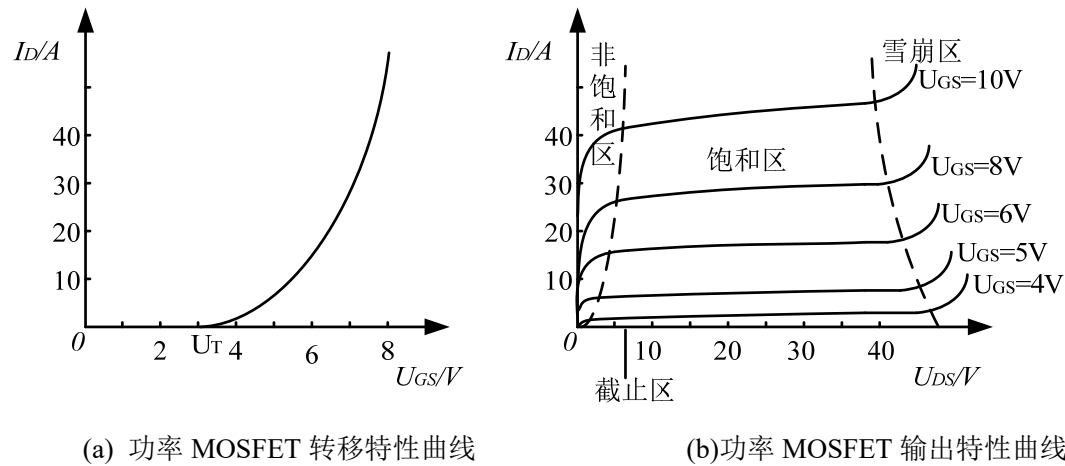 ID/A
40
30
20
10
0
2
UT
4
6
8
UGS/V
(a) 功率 MOSFET 转移特性曲线
ID/A
非饱和区
雪崩区
UGS=10V
40
饱和区
UGS=8V
30
UGS=6V
20
UGS=5V
10
UGS=4V
0
10
20
30
40
UDS/V
截止区
(b)功率 MOSFET 输出特性曲线